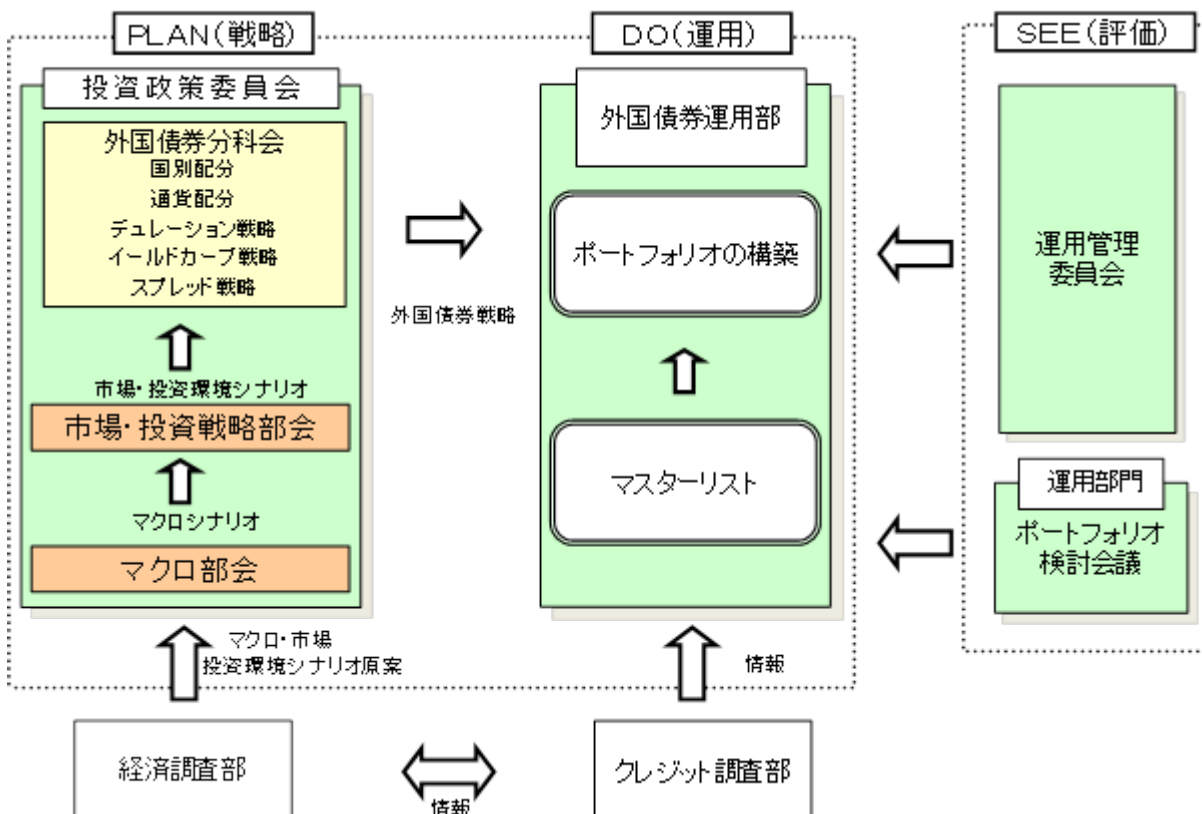 PLAN(戦略)
投資政策委員会
外国債券分科会
国別配分
通貨配分
デュレーション戦略
イールドカーブ戦略
スプレッド戦略
市場・投資環境シナリオ
市場・投資戦略部会
マクロシナリオ
マクロ部会
マクロ・市場
投資環境シナリオ原案
経済調査部
外国債券戦略
情報
DO(運用)
外国債券運用部
ポートフォリオの構築
マスターリスト
情報
クレジット調査部
SEE(評価)
運用管理
委員会
運用部門
ポートフォリオ
検討会議